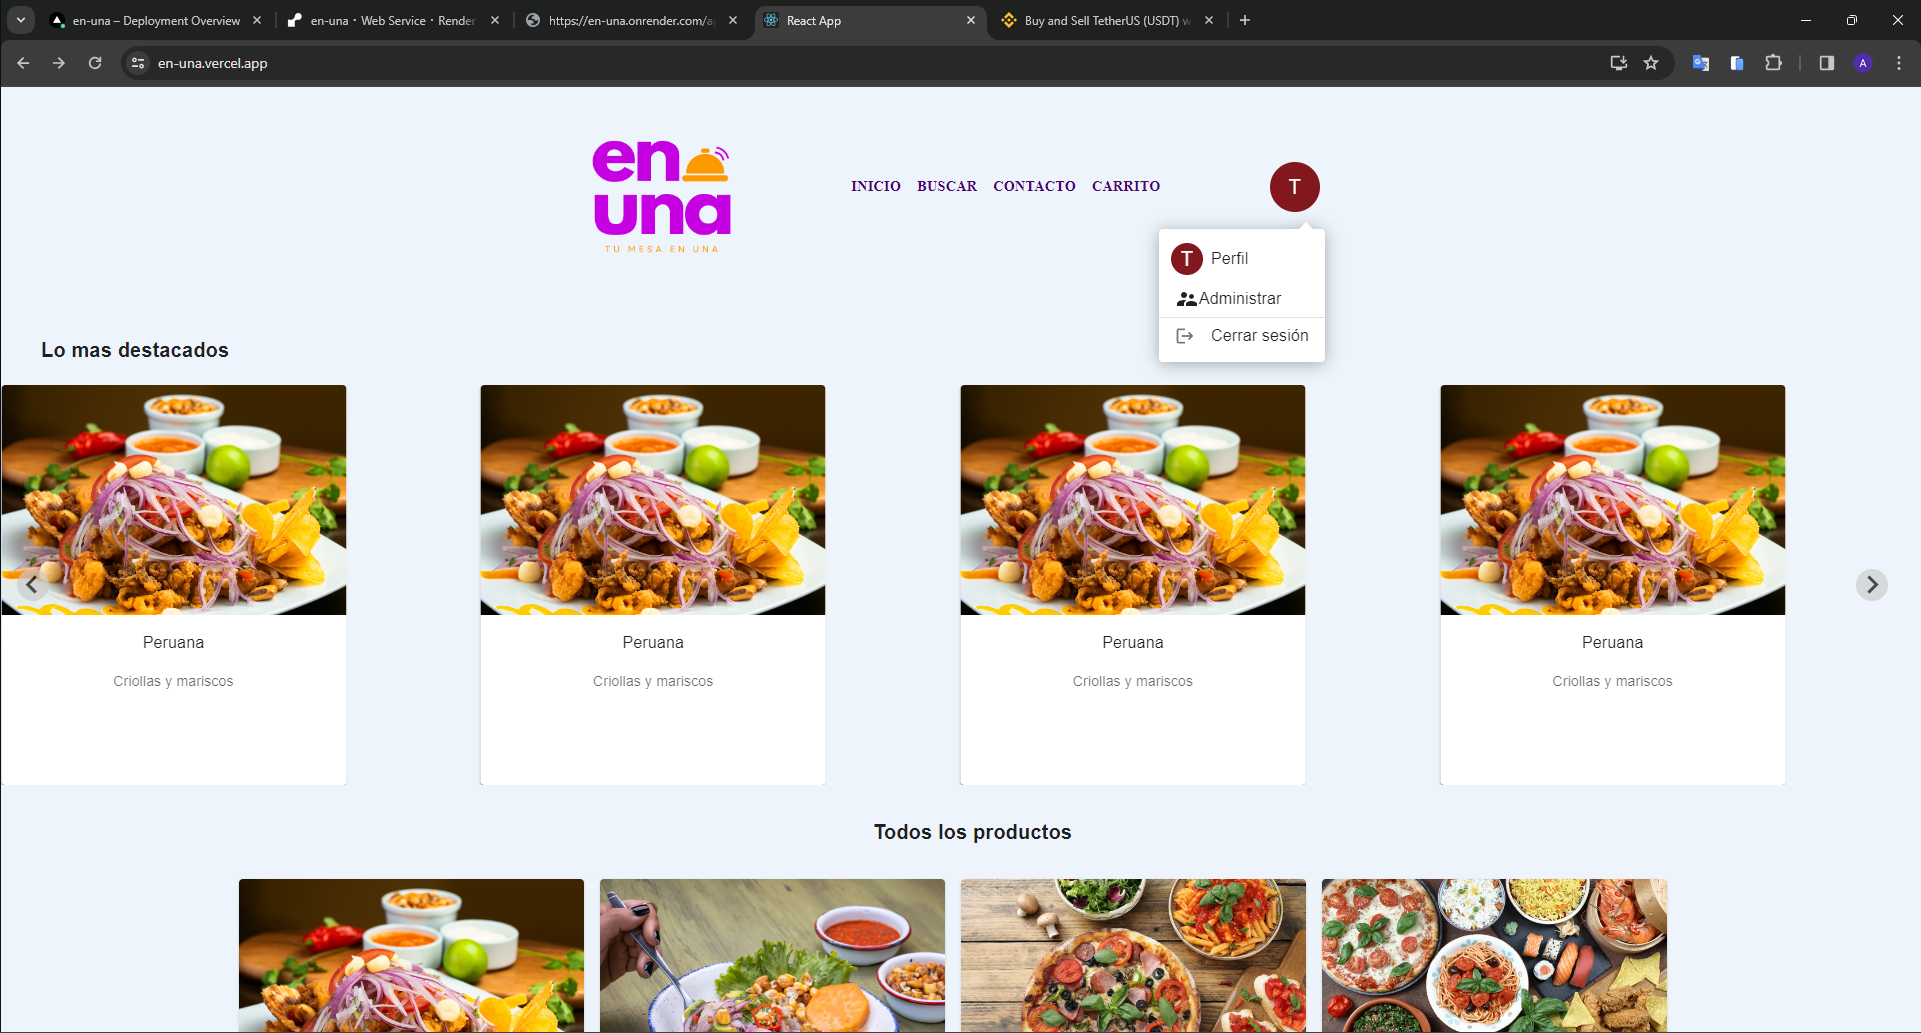 en-una – Deployment Overview
en-una · Web Service · Render
https://en-una.onrender.com/ap
React App
Buy and Sell TetherUS (USDT) w
en-una.vercel.app
A
en
una
TU MESA EN UNA
INICIO BUSCAR CONTACTO CARRITO
T
T Perfil
Administrar
Cerrar sesión
Lo mas destacados
Peruana Peruana Peruana Peruana
Criollas y mariscos Criollas y mariscos Criollas y mariscos Criollas y mariscos
Todos los productos